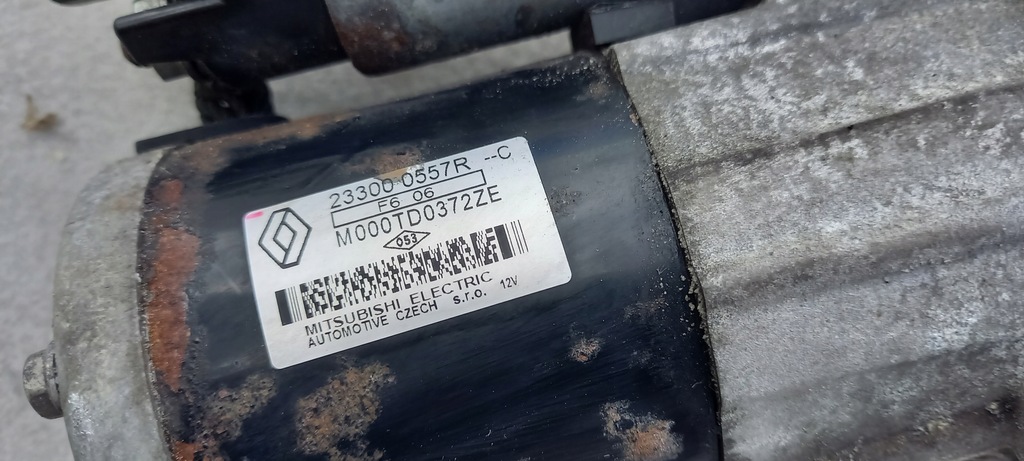 23300 0557R --C
F6 06
M000TD0372ZE
053
MITSUBISHI ELECTRIC
AUTOMOTIVE CZECH s.r.o. 12V